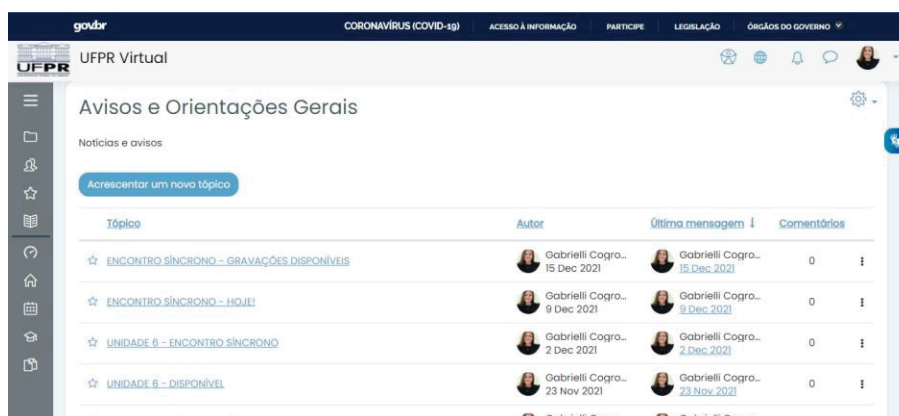 govbr CORONAVÍRUS (COVID-19) ACESSO À INFORMAÇÃO PARTICIPE LEGISLAÇÃO ÓRGÃOS DO GOVERNO
UFPR UFPR Virtual
Avisos e Orientações Gerais
Notícias e avisos
Acrescentar um novo tópico
Tópico Autor Última mensagem ↓ Comentários
ENCONTRO SÍNCRONO - GRAVAÇÕES DISPONÍVEIS Gabrielli Cogro... Gabrielli Cogro... 0
15 Dec 2021 15 Dec 2021
ENCONTRO SÍNCRONO - HOJE! Gabrielli Cogro... Gabrielli Cogro... 0
9 Dec 2021 9 Dec 2021
UNIDADE 6 - ENCONTRO SÍNCRONO Gabrielli Cogro... Gabrielli Cogro... 0
2 Dec 2021 2 Dec 2021
UNIDADE 6 - DISPONÍVEL Gabrielli Cogro... Gabrielli Cogro... 0
23 Nov 2021 23 Nov 2021